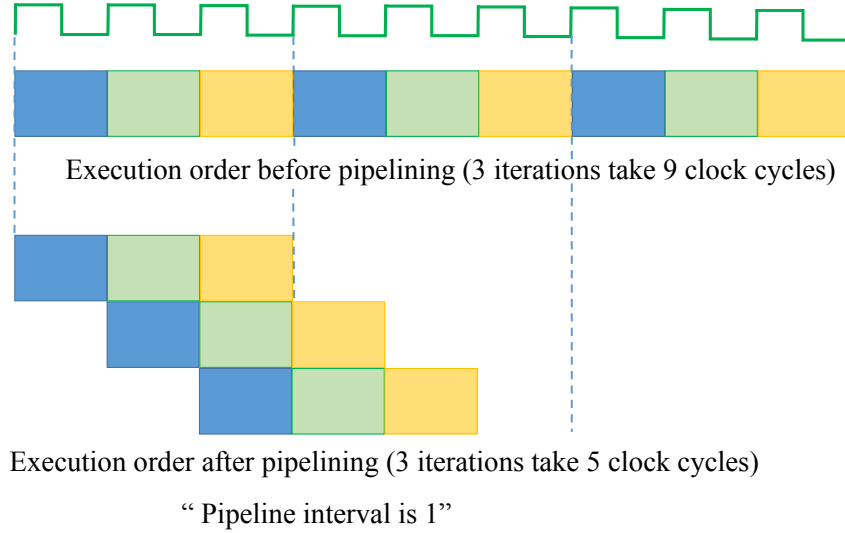 Execution order before pipelining (3 iterations take 9 clock cycles)
Execution order after pipelining (3 iterations take 5 clock cycles)
“ Pipeline interval is 1”